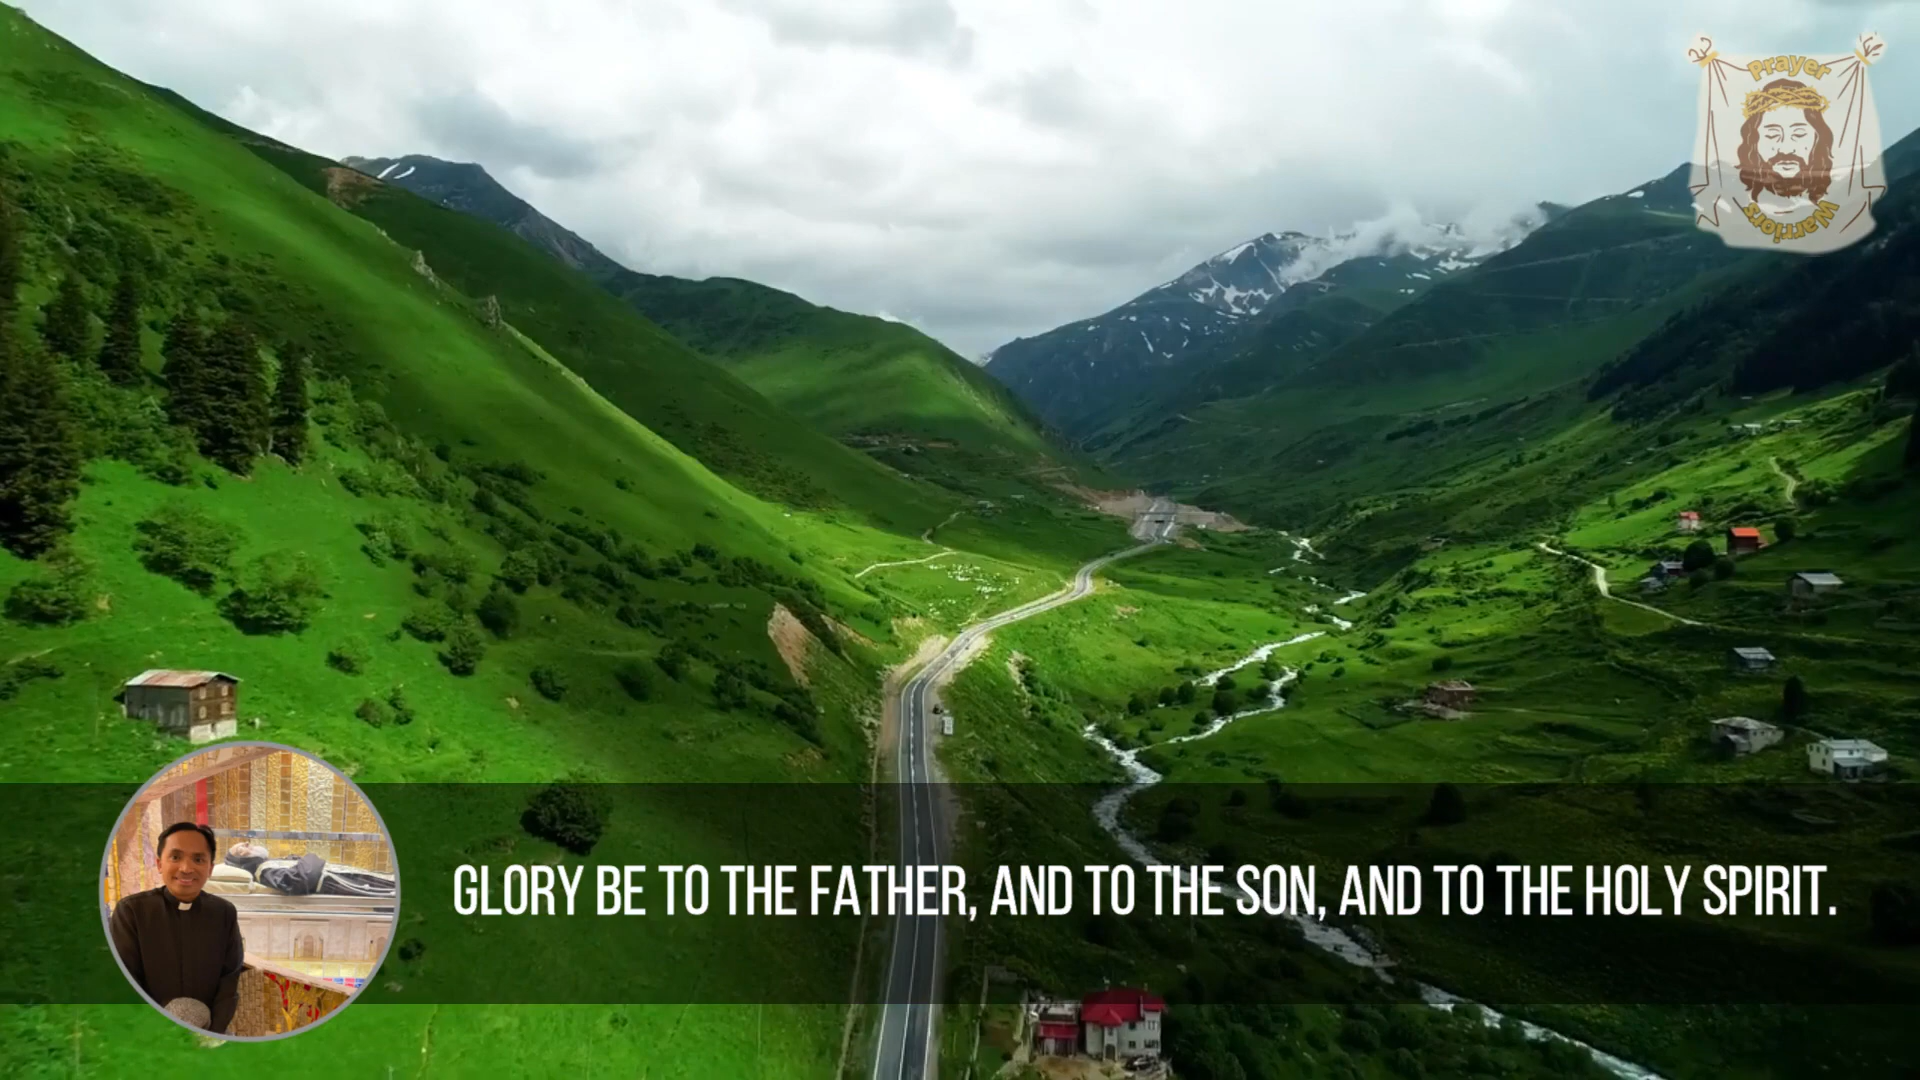 Prayer
Warriors
GLORY BE TO THE FATHER, AND TO THE SON, AND TO THE HOLY SPIRIT.